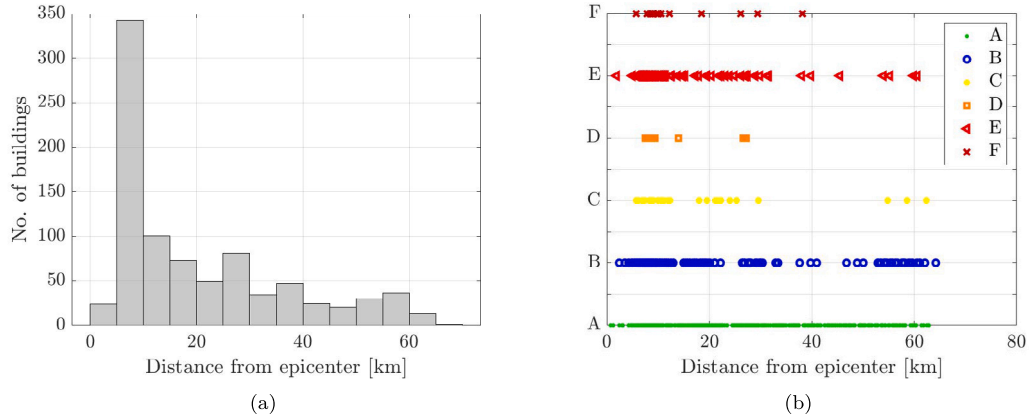 350
300
250
200
150
100
50
0
No. of buildings
0 20 40 60
Distance from epicenter [km]
(a)
F
E
D
C
B
A
A
B
C
D
E
F
0 20 40 60 80
Distance from epicenter [km]
(b)